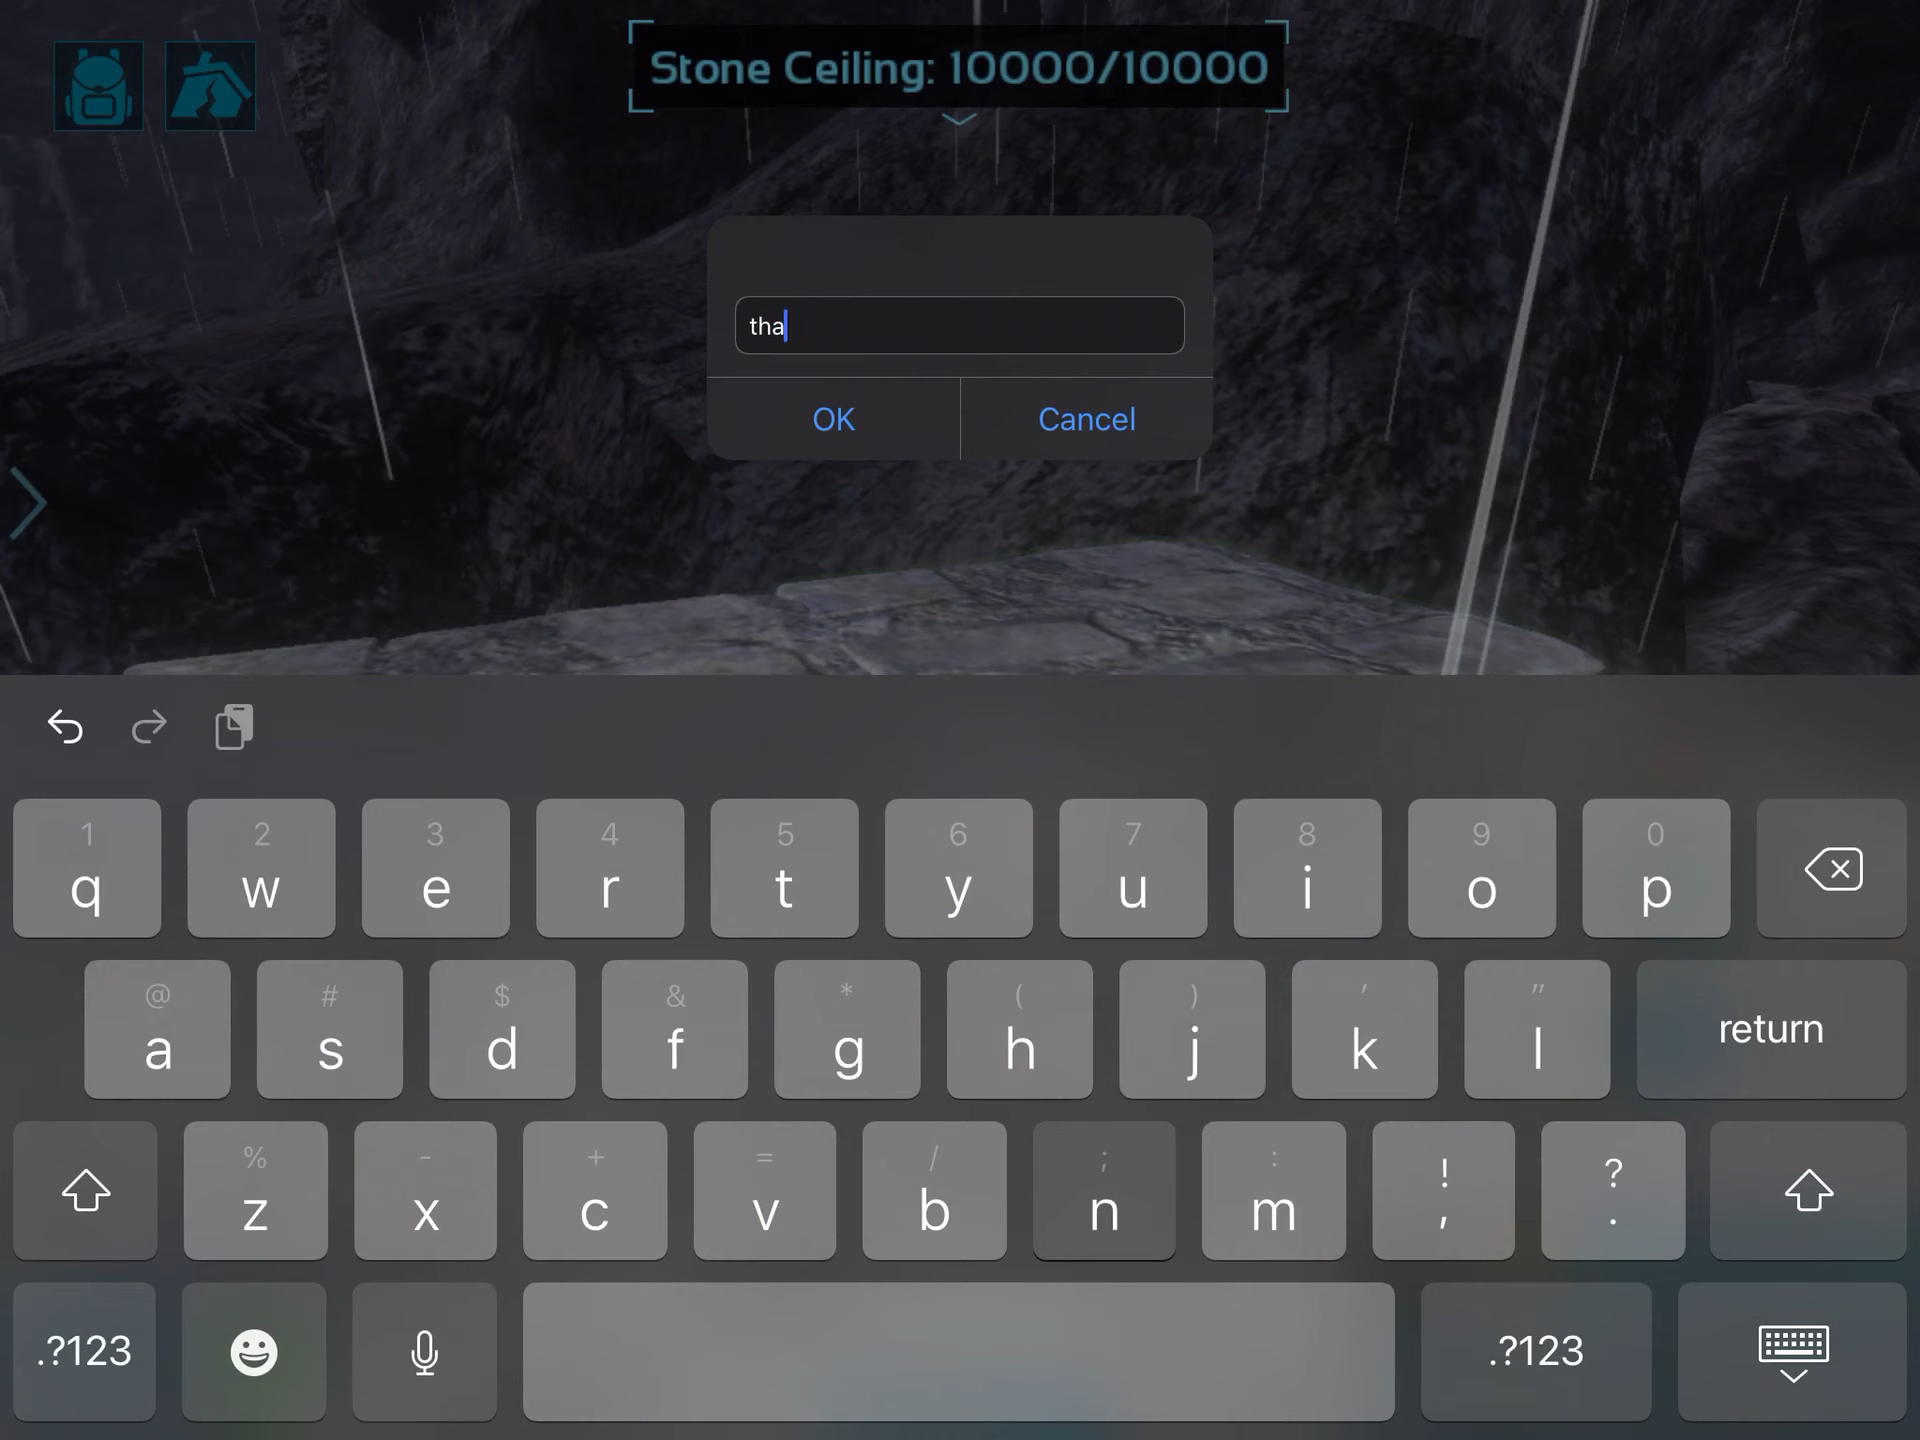 Stone Ceiling: 10000/10000
tha
OK Cancel
1 2 3 4 5 6 7 8 9 0
q w e r t y u i o p
@ # $ & * ( ) ' "
a s d f g h j k l return
% - + = / ; : ! ?
z x c v b n m , .
.?123 .?123